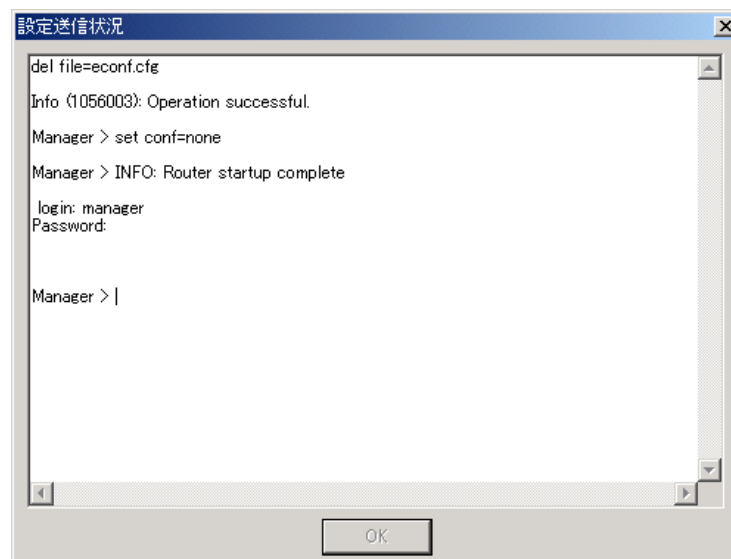 設定送信状況
del file=econf.cfg
Info (1056003): Operation successful.
Manager > set conf=none
Manager > INFO: Router startup complete
login: manager
Password:
Manager >
OK